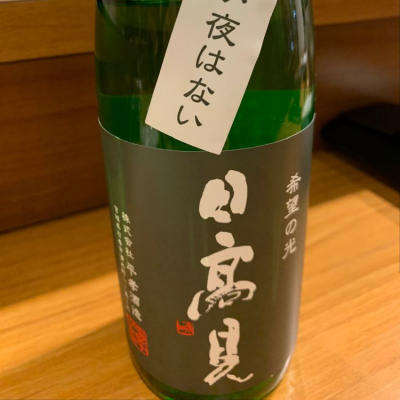 夜はない
希望の光
日高見
株式会社 平孝酒造